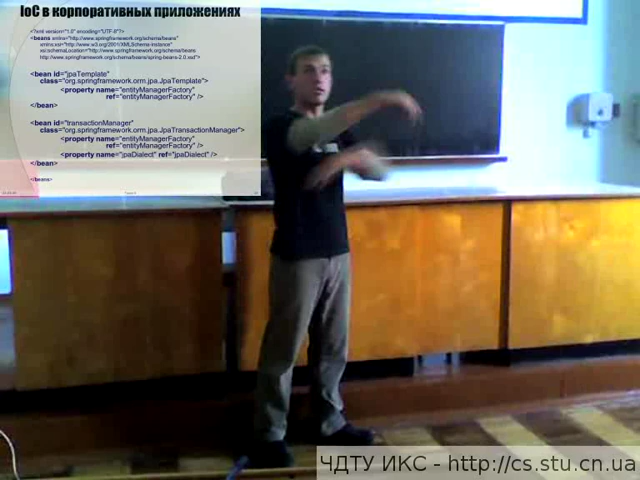 IoC в корпоративных приложениях
<?xml version="1.0" encoding="UTF-8"?>
<beans xmlns="http://www.springframework.org/schema/beans"
xmlns:xsi="http://www.w3.org/2001/XMLSchema-instance"
xsi:schemaLocation="http://www.springframework.org/schema/beans
http://www.springframework.org/schema/beans/spring-beans-2.0.xsd">
<bean id="jpaTemplate"
class="org.springframework.orm.jpa.JpaTemplate">
<property name="entityManagerFactory"
ref="entityManagerFactory" />
</bean>
<bean id="transactionManager"
class="org.springframework.orm.jpa.JpaTransactionManager">
<property name="entityManagerFactory"
ref="entityManagerFactory" />
<property name="jpaDialect" ref="jpaDialect" />
</bean>
<beans>
ЧДТУ ИКС - http://cs.stu.cn.ua